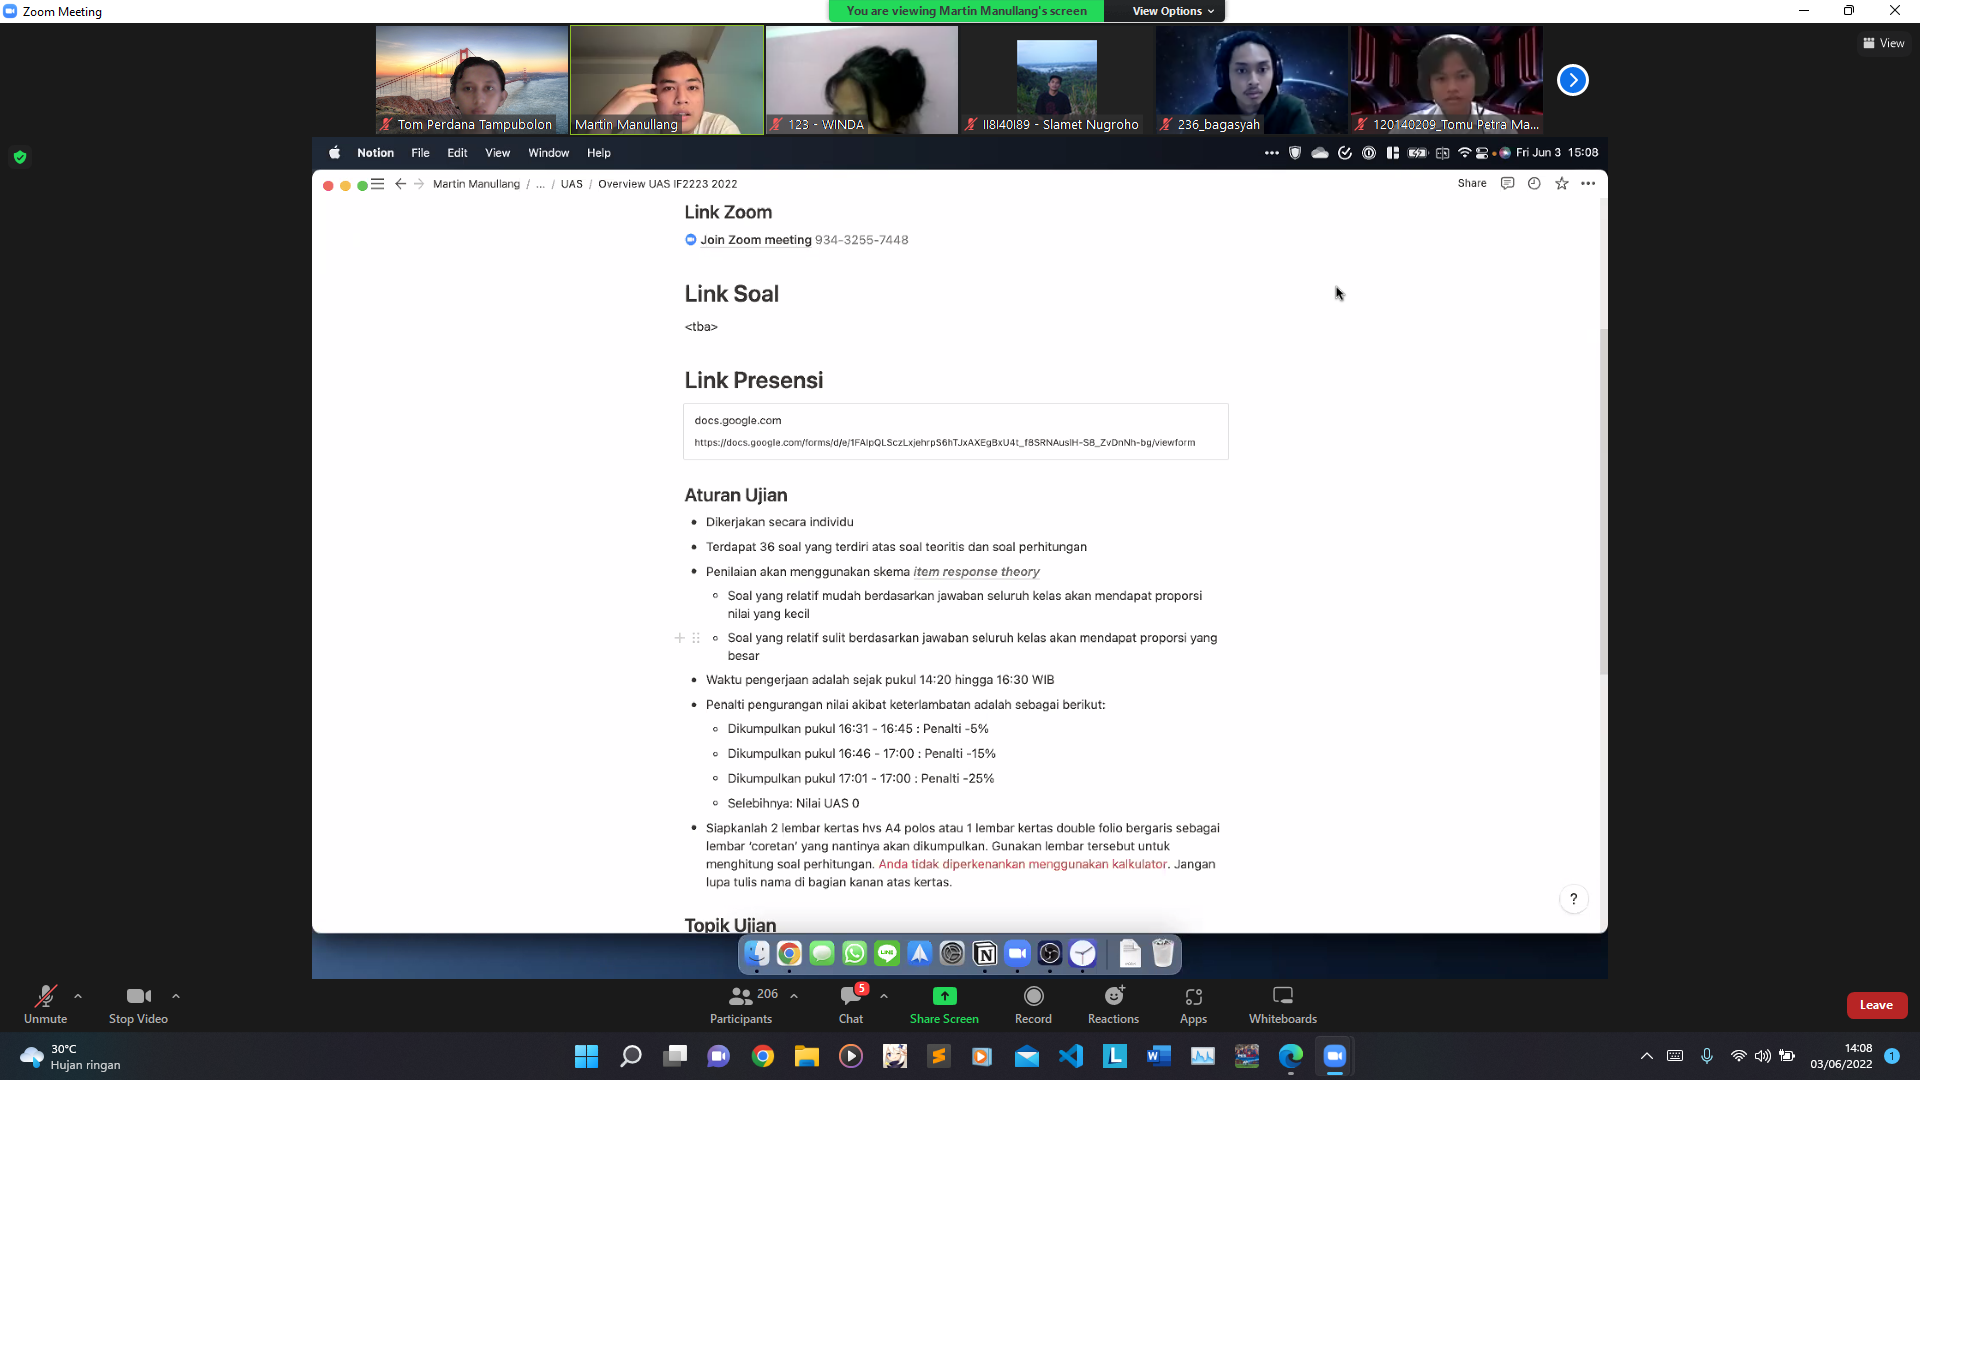 Zoom Meeting
You are viewing Martin Manullang's screen
View Options
View
Tom Perdana Tampubolon
Martin Manullang
123 - WINDA
II8I40I89 - Slamet Nugroho
236_bagasyah
120140209_Tomu Petra Ma...
Notion File Edit View Window Help
Fri Jun 3 15:08
Martin Manullang / ... / UAS / Overview UAS IF2223 2022
Share
Link Zoom
Join Zoom meeting 934-3255-7448
Link Soal
<tba>
Link Presensi
docs.google.com
https://docs.google.com/forms/d/e/1FAIpQLSczLxjehrpS6hTJxAXEgBxU4t_f8SRNAuslH-S8_ZvDnNh-bg/viewform
Aturan Ujian
• Dikerjakan secara individu
• Terdapat 36 soal yang terdiri atas soal teoritis dan soal perhitungan
• Penilaian akan menggunakan skema item response theory
◦ Soal yang relatif mudah berdasarkan jawaban seluruh kelas akan mendapat proporsi
nilai yang kecil
◦ Soal yang relatif sulit berdasarkan jawaban seluruh kelas akan mendapat proporsi yang
besar
• Waktu pengerjaan adalah sejak pukul 14:20 hingga 16:30 WIB
• Penalti pengurangan nilai akibat keterlambatan adalah sebagai berikut:
◦ Dikumpulkan pukul 16:31 - 16:45 : Penalti -5%
◦ Dikumpulkan pukul 16:46 - 17:00 : Penalti -15%
◦ Dikumpulkan pukul 17:01 - 17:00 : Penalti -25%
◦ Selebihnya: Nilai UAS 0
• Siapkanlah 2 lembar kertas hvs A4 polos atau 1 lembar kertas double folio bergaris sebagai
lembar 'coretan' yang nantinya akan dikumpulkan. Gunakan lembar tersebut untuk
menghitung soal perhitungan. Anda tidak diperkenankan menggunakan kalkulator. Jangan
lupa tulis nama di bagian kanan atas kertas.
?
Topik Ujian
Unmute
Stop Video
206
Participants
5
Chat
Share Screen
Record
Reactions
Apps
Whiteboards
Leave
30°C
Hujan ringan
14:08
03/06/2022
1